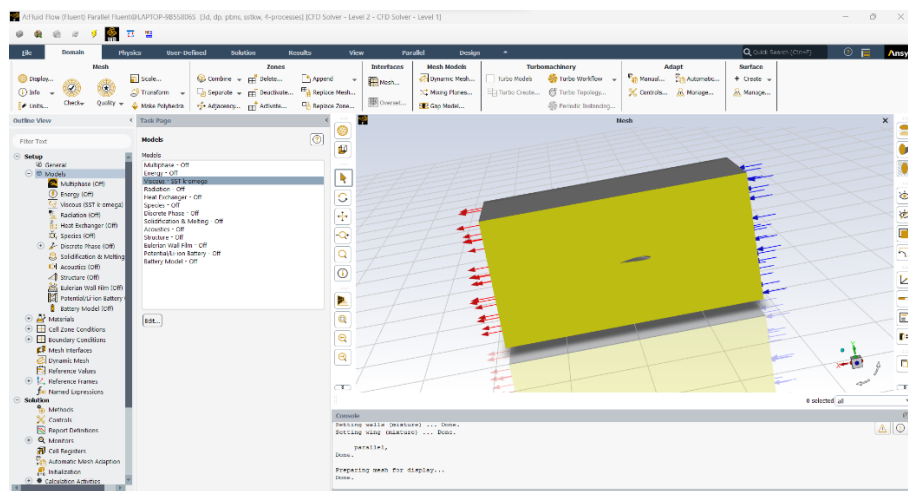 A:Fluid Flow (Fluent) Parallel Fluent@LAPTOP-9B5S806S [3d, dp, pbns, sstkw, 4-processes] [CFD Solver - Level 2 - CFD Solver - Level 1]
File Domain Physics User-Defined Solution Results View Parallel Design
Quick Search (Ctrl+F)
Ansys
Mesh Zones Interfaces Mesh Models Turbomachinery Adapt Surface
Display... Scale... Combine Delete... Append Mesh... Dynamic Mesh... Turbo Models Turbo Workflow Manual... Automatic... Create
Info Check Quality Transform Separate Deactivate... Replace Mesh... Mixing Planes... Turbo Create... Turbo Topology... Controls... Manage... Manage...
Units... Make Polyhedra Adjacency... Activate... Replace Zone... Overset... Gap Model... Periodic Instancing...
Outline View
Filter Text
Setup
General
Models
Multiphase (Off)
Energy (Off)
Viscous (SST k-omega)
Radiation (Off)
Heat Exchanger (Off)
Species (Off)
Discrete Phase (Off)
Solidification & Melting
Acoustics (Off)
Structure (Off)
Eulerian Wall Film (Off)
Potential/Li-ion Battery
Battery Model (Off)
Materials
Cell Zone Conditions
Boundary Conditions
Mesh Interfaces
Dynamic Mesh
Reference Values
Reference Frames
Named Expressions
Solution
Methods
Controls
Report Definitions
Monitors
Cell Registers
Automatic Mesh Adaption
Initialization
Calculation Activities
Task Page
Models
Models
Multiphase - Off
Energy - Off
Viscous - SST k-omega
Radiation - Off
Heat Exchanger - Off
Species - Off
Discrete Phase - Off
Solidification & Melting - Off
Acoustics - Off
Structure - Off
Eulerian Wall Film - Off
Potential/Li-ion Battery - Off
Battery Model - Off
Edit...
Mesh
0 selected all
Console
Setting walls (mixture) ... Done.
Setting wing (mixture) ... Done.
parallel,
Done.
Preparing mesh for display...
Done.